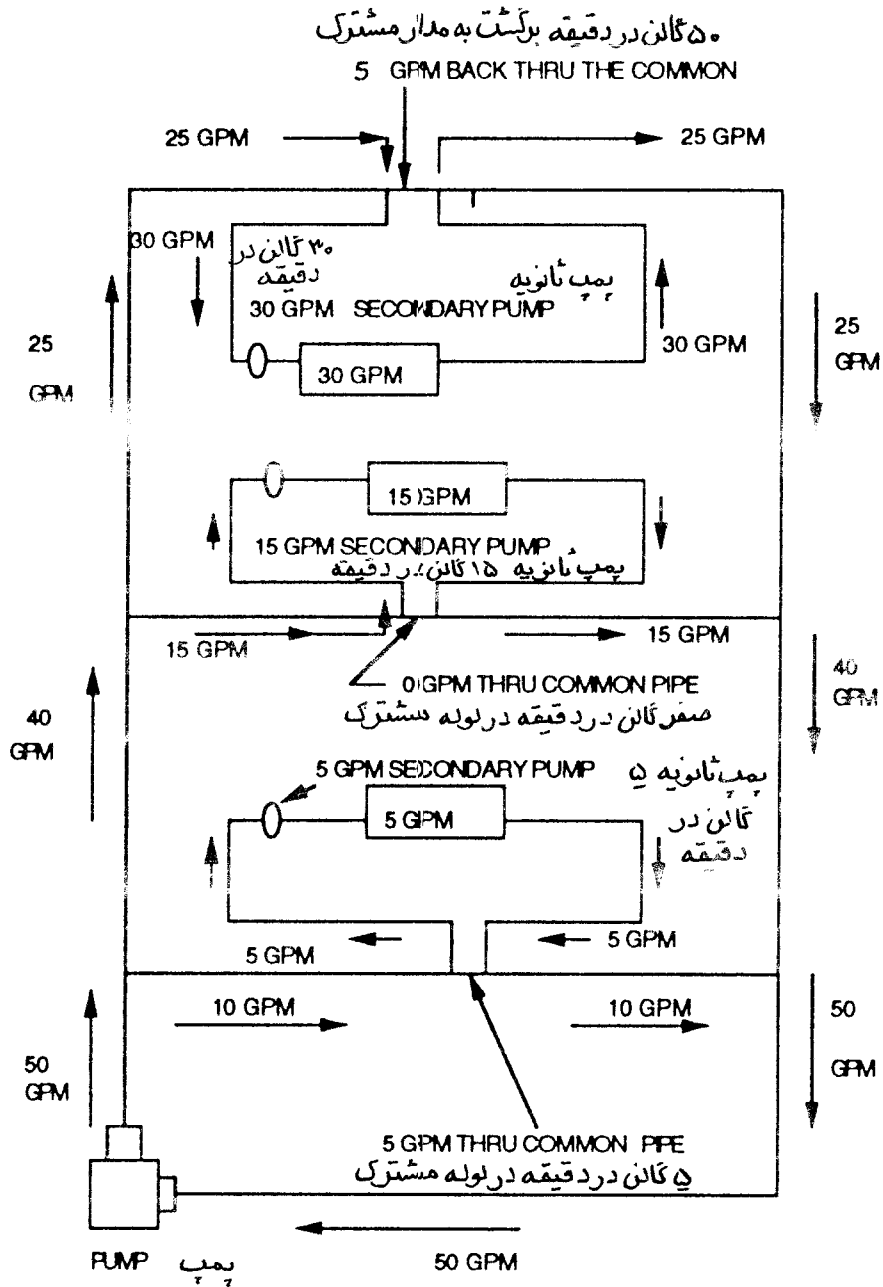 ۵۰ گالن در دقیقه برگشت به مدار مشترک
5 GPM BACK THRU THE COMMON
25 GPM
25 GPM
30 GPM
۳۰ گالن در
دقیقه
پمپ ثانویه
30 GPM SECONDARY PUMP
30 GPM
30 GPM
25
GPM
25
GPM
15 GPM
15 GPM SECONDARY PUMP
پمپ ثانویه ۱۵ گالن در دقیقه
15 GPM
15 GPM
0 GPM THRU COMMON PIPE
صفر گالن در دقیقه در لوله مشترک
40
GPM
40
GPM
5 GPM SECONDARY PUMP
پمپ ثانویه ۵
گالن در
دقیقه
5 GPM
5 GPM
5 GPM
10 GPM
10 GPM
50
GPM
50
GPM
5 GPM THRU COMMON PIPE
۵ گالن در دقیقه در لوله مشترک
PUMP پمپ
50 GPM